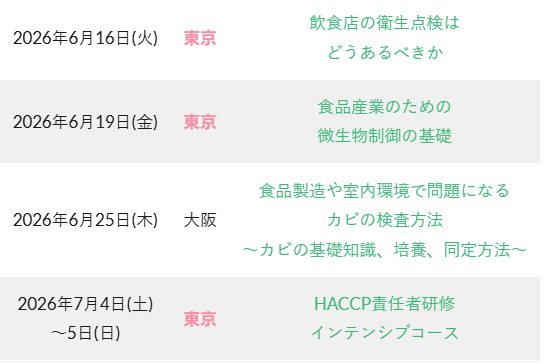 2026年6月16日(火)
東京
飲食店の衛生点検は
どうあるべきか
2026年6月19日(金)
東京
食品産業のための
微生物制御の基礎
2026年6月25日(木)
大阪
食品製造や室内環境で問題になる
カビの検査方法
～カビの基礎知識、培養、同定方法～
2026年7月4日(土)
～5日(日)
東京
HACCP責任者研修
インテンシブコース